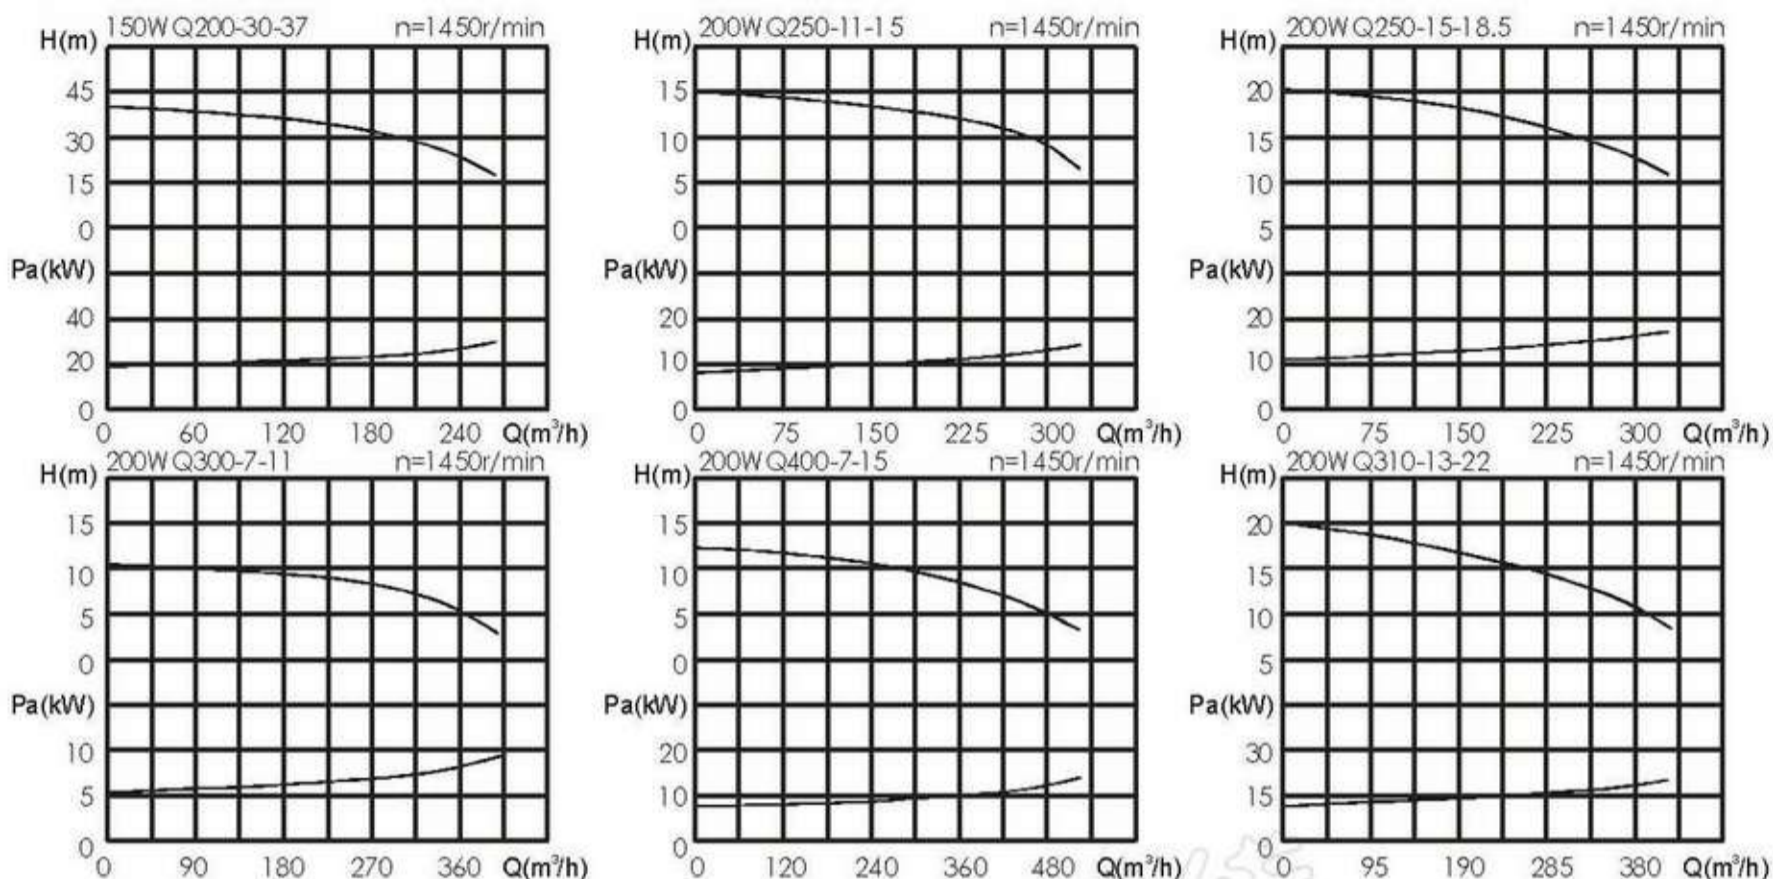 150WQ200-30-37 n=1450r/min
H(m)
45
30
15
0
Pa(kW)
40
20
0
0 60 120 180 240 Q(m³/h)
200WQ250-11-15 n=1450r/min
H(m)
15
10
5
0
Pa(kW)
20
10
0
0 75 150 225 300 Q(m³/h)
200WQ250-15-18.5 n=1450r/min
H(m)
20
15
10
5
Pa(kW)
20
10
0
0 75 150 225 300 Q(m³/h)
200WQ300-7-11 n=1450r/min
H(m)
15
10
5
0
Pa(kW)
10
5
0
0 90 180 270 360 Q(m³/h)
200WQ400-7-15 n=1450r/min
H(m)
15
10
5
0
Pa(kW)
20
10
0
0 120 240 360 480 Q(m³/h)
200WQ310-13-22 n=1450r/min
H(m)
20
15
10
5
Pa(kW)
30
15
0
0 95 190 285 380 Q(m³/h)